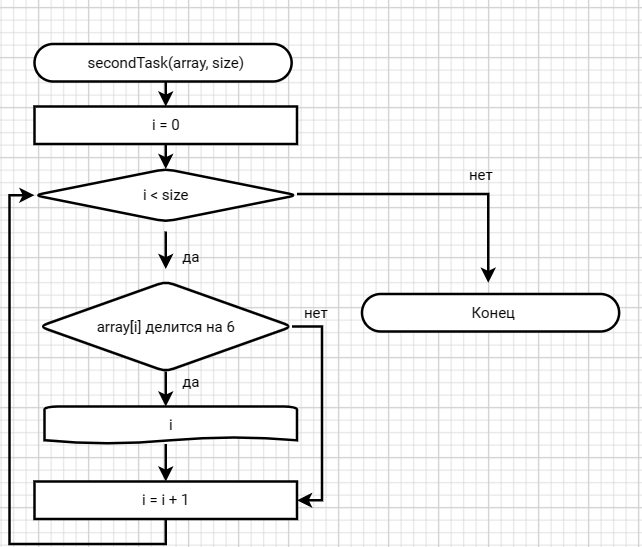 secondTask(array, size)
i = 0
i < size
нет
да
array[i] делится на 6
нет
Конец
да
i
i = i + 1